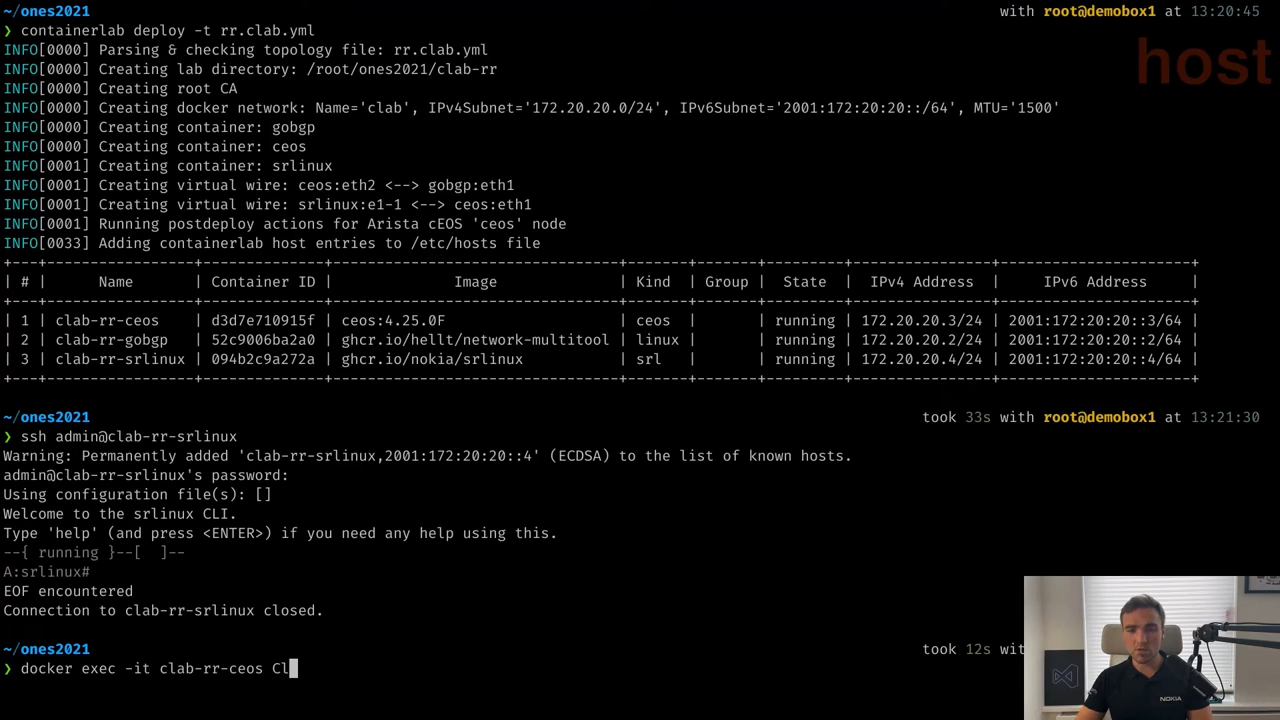 ~/ones2021 with root@demobox1 at 13:20:45
❯ containerlab deploy -t rr.clab.yml
INFO[0000] Parsing & checking topology file: rr.clab.yml
INFO[0000] Creating lab directory: /root/ones2021/clab-rr
INFO[0000] Creating root CA
INFO[0000] Creating docker network: Name='clab', IPv4Subnet='172.20.20.0/24', IPv6Subnet='2001:172:20:20::/64', MTU='1500'
INFO[0000] Creating container: gobgp
INFO[0000] Creating container: ceos
INFO[0001] Creating container: srlinux
INFO[0001] Creating virtual wire: ceos:eth2 <--> gobgp:eth1
INFO[0001] Creating virtual wire: srlinux:e1-1 <--> ceos:eth1
INFO[0001] Running postdeploy actions for Arista cEOS 'ceos' node
INFO[0033] Adding containerlab host entries to /etc/hosts file
host
+---+-----------------+--------------+-------------------------------+------+-------+---------+----------------+----------------------+
| # | Name | Container ID | Image | Kind | Group | State | IPv4 Address | IPv6 Address |
+---+-----------------+--------------+-------------------------------+------+-------+---------+----------------+----------------------+
| 1 | clab-rr-ceos | d3d7e710915f | ceos:4.25.0F | ceos | | running | 172.20.20.3/24 | 2001:172:20:20::3/64 |
| 2 | clab-rr-gobgp | 52c9006ba2a0 | ghcr.io/hellt/network-multitool | linux | | running | 172.20.20.2/24 | 2001:172:20:20::2/64 |
| 3 | clab-rr-srlinux | 094b2c9a272a | ghcr.io/nokia/srlinux | srl | | running | 172.20.20.4/24 | 2001:172:20:20::4/64 |
+---+-----------------+--------------+-------------------------------+------+-------+---------+----------------+----------------------+
~/ones2021 took 33s with root@demobox1 at 13:21:30
❯ ssh admin@clab-rr-srlinux
Warning: Permanently added 'clab-rr-srlinux,2001:172:20:20::4' (ECDSA) to the list of known hosts.
admin@clab-rr-srlinux's password:
Using configuration file(s): []
Welcome to the srlinux CLI.
Type 'help' (and press <ENTER>) if you need any help using this.
--{ running }--[ ]--
A:srlinux#
EOF encountered
Connection to clab-rr-srlinux closed.
~/ones2021 took 12s wit
❯ docker exec -it clab-rr-ceos Cl
NOKIA